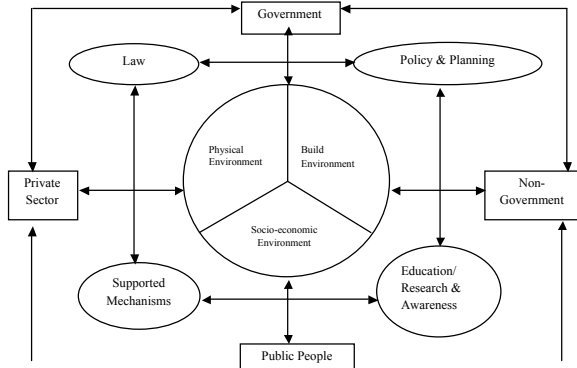 Government
Law
Policy & Planning
Physical
Environment
Build
Environment
Private
Sector
Non-
Government
Socio-economic
Environment
Supported
Mechanisms
Education/
Research &
Awareness
Public People